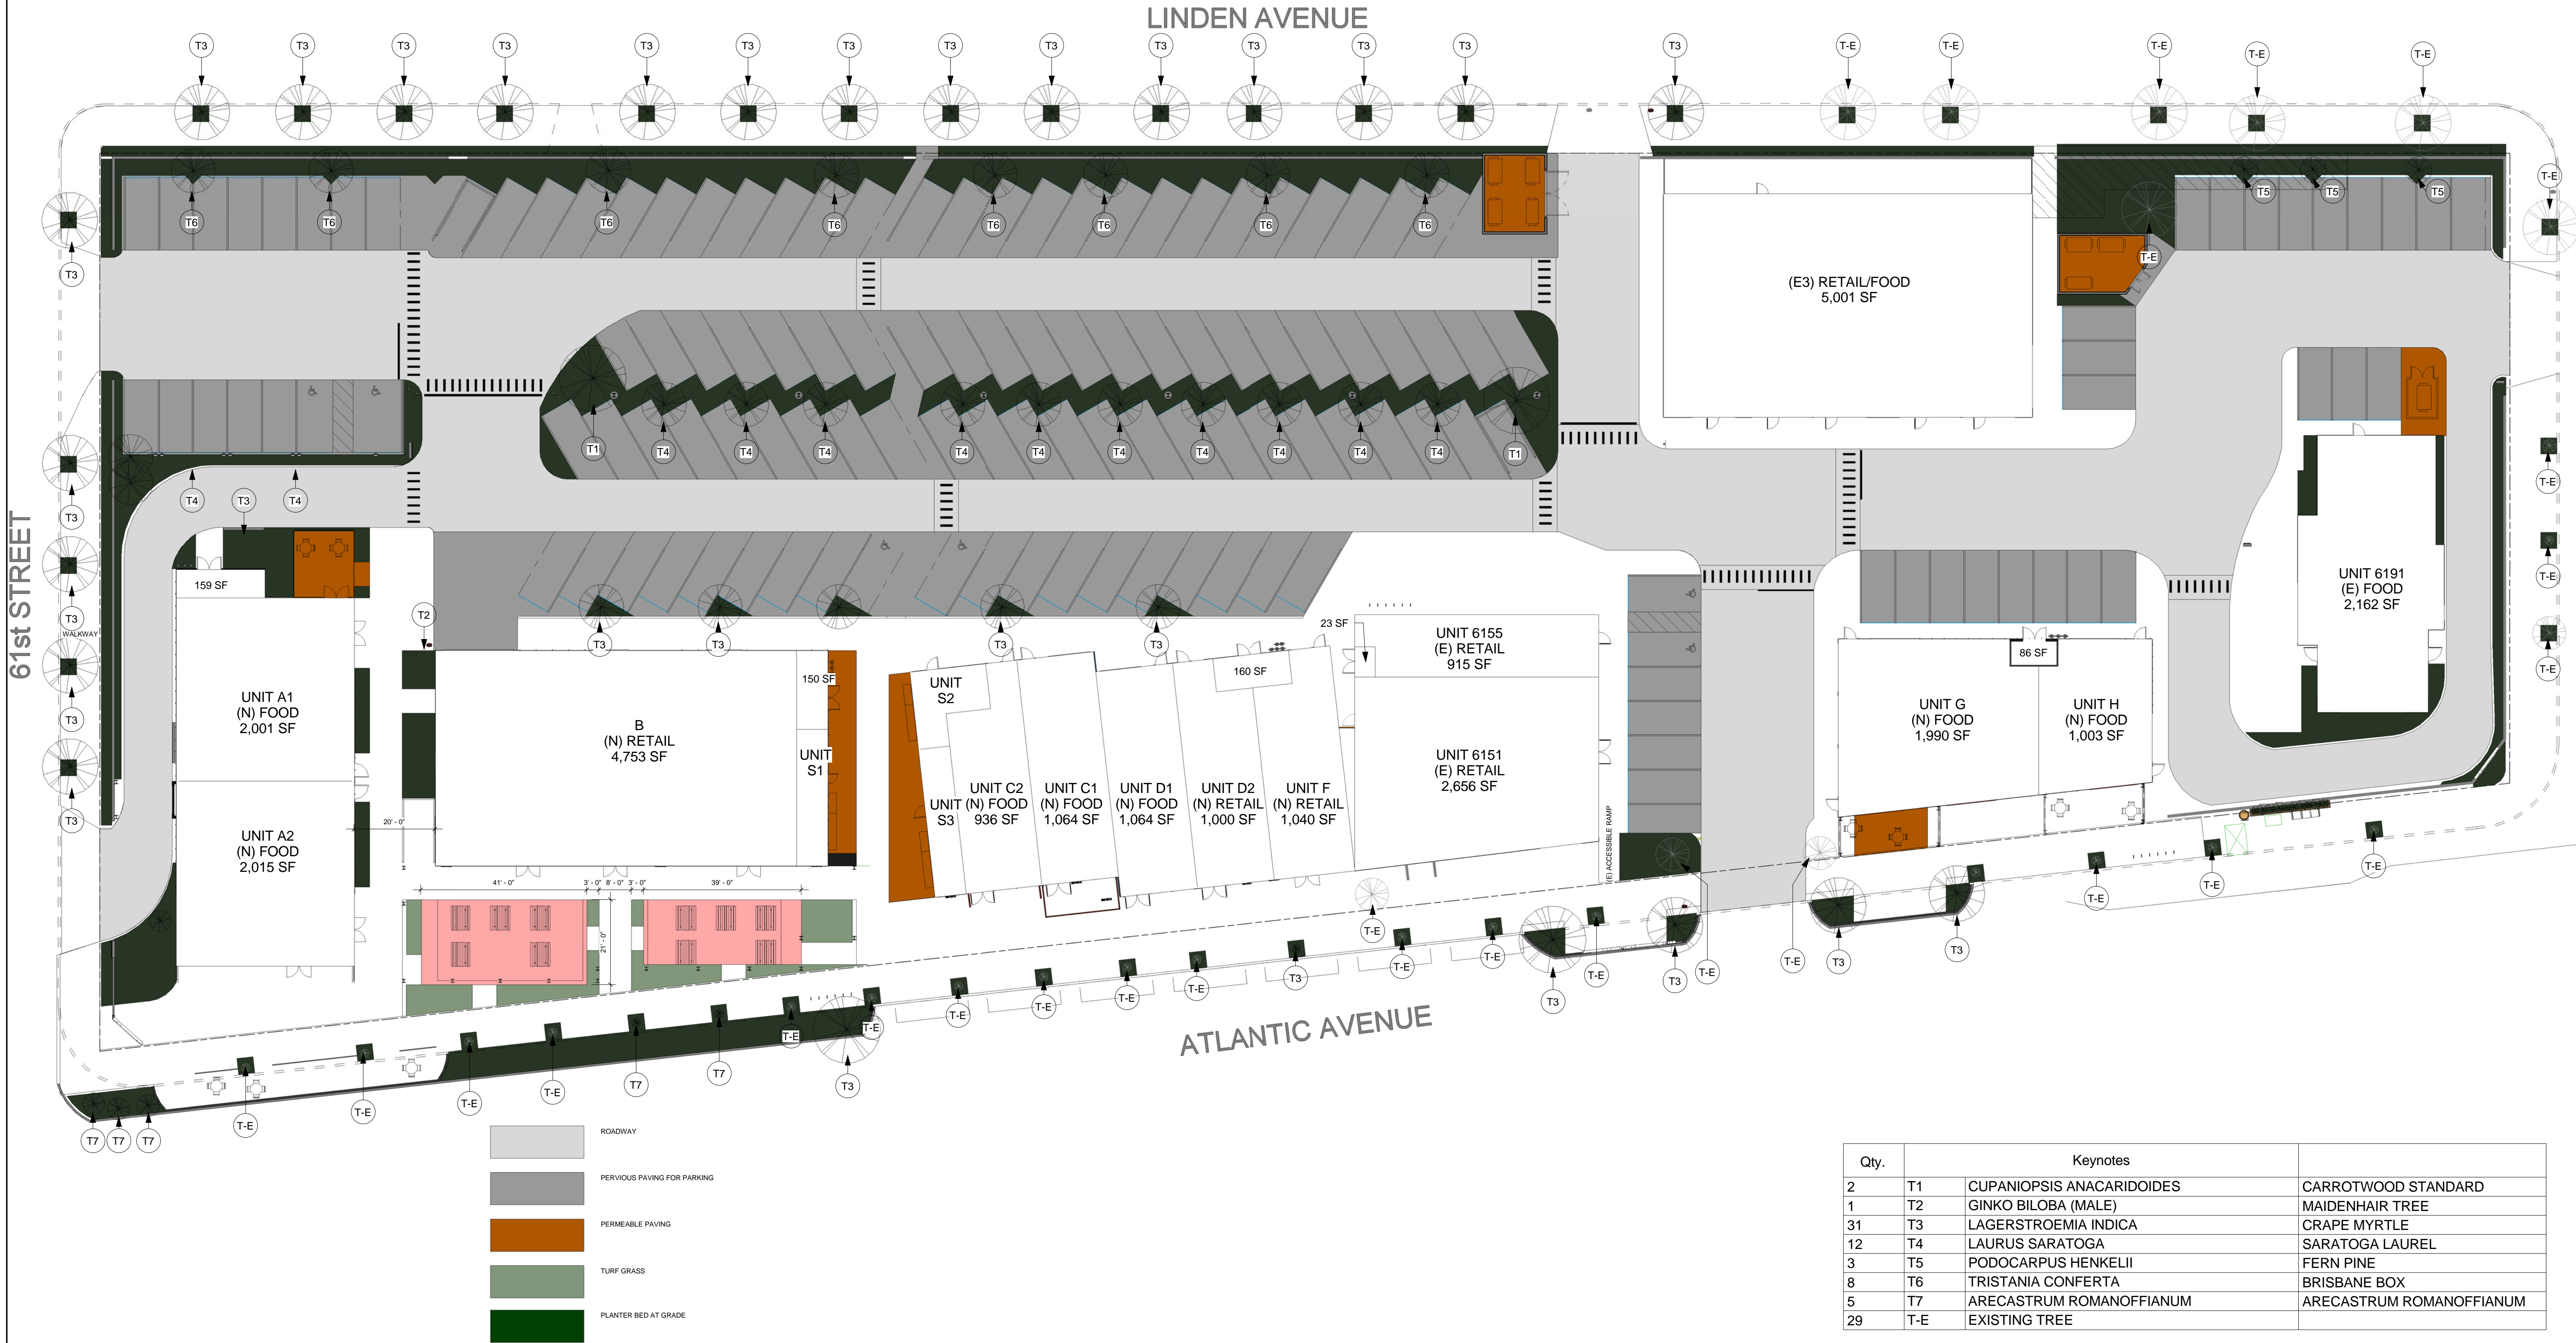 LINDEN AVENUE
T3 T3 T3 T3 T3 T3 T3 T3 T3 T3 T3 T3 T3 T3 T-E T-E T-E T-E T-E
T-E
T6 T6 T6 T6 T6 T6 T6 T6 T5 T5 T5
T-E
T3
(E3) RETAIL/FOOD
5,001 SF
T1 T4 T4 T4 T4 T4 T4 T4 T4 T4 T4 T1
T4 T3 T4
T-E
T-E
T-E
61st STREET
T3
T3
WALKWAY
T3
T3
159 SF
UNIT A1
(N) FOOD
2,001 SF
UNIT A2
(N) FOOD
2,015 SF
20' - 0"
T2
T3 T3 T3 T3
B
(N) RETAIL
4,753 SF
150 SF
UNIT
S1
UNIT
S2
UNIT
S3
UNIT C2
(N) FOOD
936 SF
UNIT C1
(N) FOOD
1,064 SF
UNIT D1
(N) FOOD
1,064 SF
160 SF
UNIT D2
(N) RETAIL
1,000 SF
UNIT F
(N) RETAIL
1,040 SF
23 SF
UNIT 6155
(E) RETAIL
915 SF
UNIT 6151
(E) RETAIL
2,656 SF
(E) ACCESSIBLE RAMP
86 SF
UNIT G
(N) FOOD
1,990 SF
UNIT H
(N) FOOD
1,003 SF
UNIT 6191
(E) FOOD
2,162 SF
41' - 0" 3' - 0" 8' - 0" 3' - 0" 39' - 0"
21' - 0"
T7 T7 T7 T-E T-E T-E T-E T7 T7 T-E T3 T-E T-E T-E T-E T-E T3 T-E T-E T-E T3 T-E T3 T-E T-E T3 T3 T-E T-E T-E
ATLANTIC AVENUE
ROADWAY
PERVIOUS PAVING FOR PARKING
PERMEABLE PAVING
TURF GRASS
PLANTER BED AT GRADE
Qty. Keynotes
2 T1 CUPANIOPSIS ANACARIDOIDES CARROTWOOD STANDARD
1 T2 GINKO BILOBA (MALE) MAIDENHAIR TREE
31 T3 LAGERSTROEMIA INDICA CRAPE MYRTLE
12 T4 LAURUS SARATOGA SARATOGA LAUREL
3 T5 PODOCARPUS HENKELII FERN PINE
8 T6 TRISTANIA CONFERTA BRISBANE BOX
5 T7 ARECASTRUM ROMANOFFIANUM ARECASTRUM ROMANOFFIANUM
29 T-E EXISTING TREE